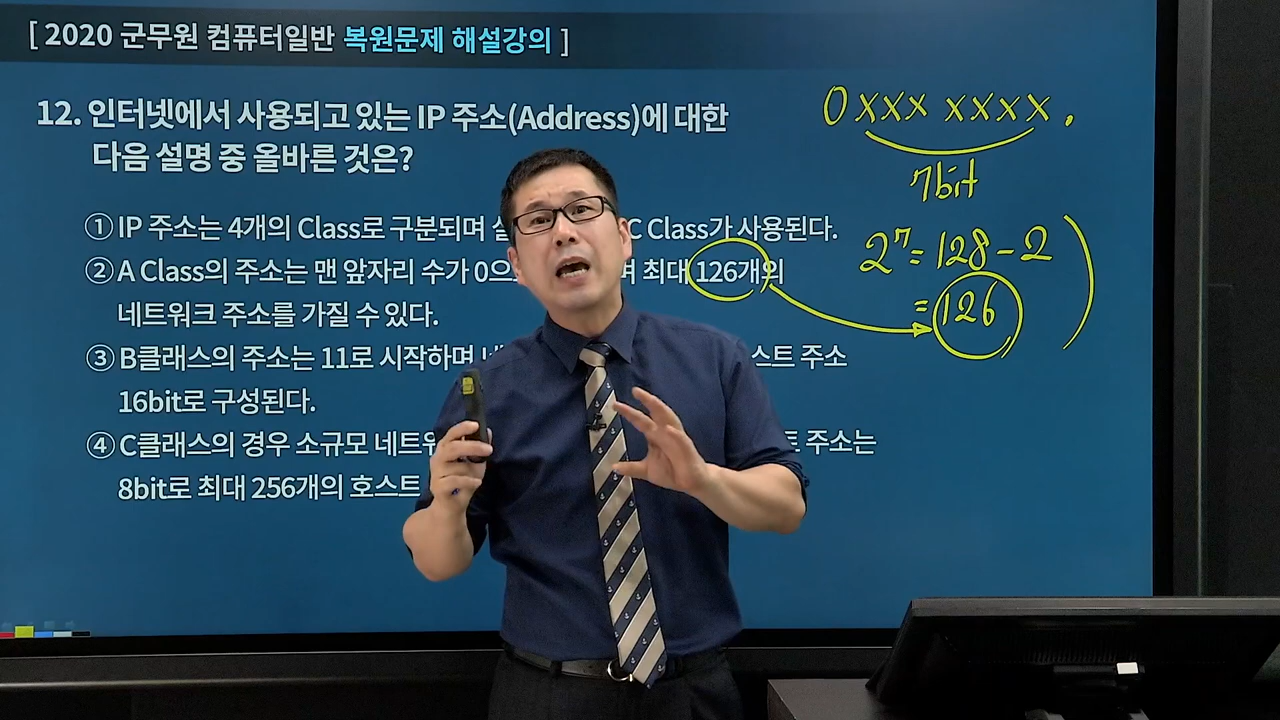 [ 2020 군무원 컴퓨터일반 복원문제 해설강의 ]
12. 인터넷에서 사용되고 있는 IP 주소(Address)에 대한
다음 설명 중 올바른 것은?
① IP 주소는 4개의 Class로 구분되며 C Class가 사용된다.
② A Class의 주소는 맨 앞자리 수가 최대 126개의
네트워크 주소를 가질 수 있다.
③ B클래스의 주소는 11로 시작하며 주소
16bit로 구성된다.
④ C클래스의 경우 소규모 주소는
8bit로 최대 256개의 호스트
0xxx xxxx.
7bit
2⁷=128-2
=126